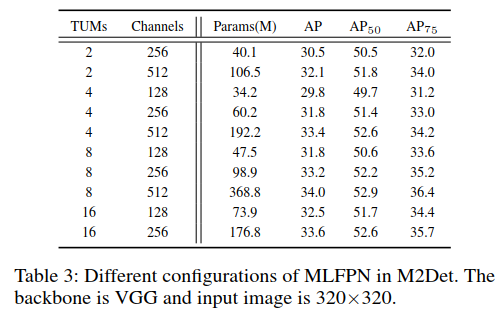 TUMs Channels Params(M) AP AP50 AP75
2 256 40.1 30.5 50.5 32.0
2 512 106.5 32.1 51.8 34.0
4 128 34.2 29.8 49.7 31.2
4 256 60.2 31.8 51.4 33.0
4 512 192.2 33.4 52.6 34.2
8 128 47.5 31.8 50.6 33.6
8 256 98.9 33.2 52.2 35.2
8 512 368.8 34.0 52.9 36.4
16 128 73.9 32.5 51.7 34.4
16 256 176.8 33.6 52.6 35.7
Table 3: Different configurations of MLFPN in M2Det. The
backbone is VGG and input image is 320×320.